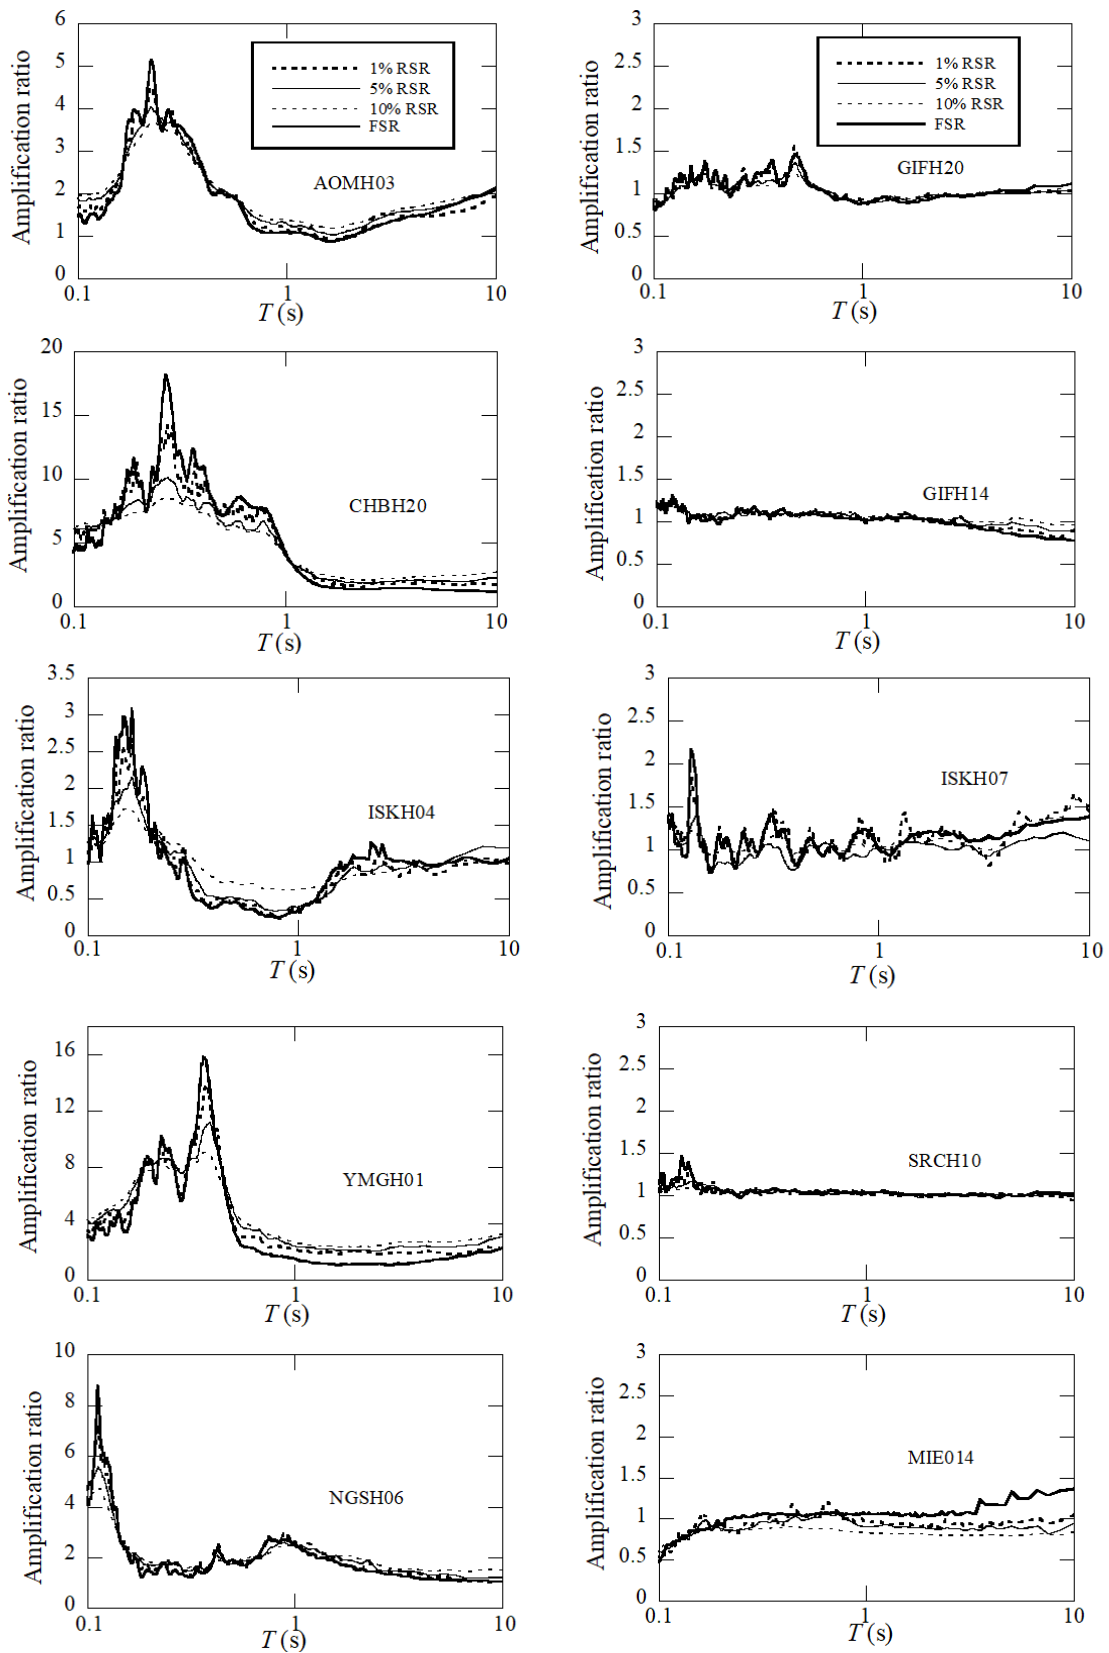 Amplification ratio
6
5
4
3
2
1
0
0.1
1
10
T (s)
1% RSR
5% RSR
10% RSR
FSR
AOMH03
Amplification ratio
3
2.5
2
1.5
1
0.5
0
0.1
1
10
T (s)
1% RSR
5% RSR
10% RSR
FSR
GIFH20
Amplification ratio
20
15
10
5
0
0.1
1
10
T (s)
CHBH20
Amplification ratio
3
2.5
2
1.5
1
0.5
0
0.1
1
10
T (s)
GIFH14
Amplification ratio
3.5
3
2.5
2
1.5
1
0.5
0
0.1
1
10
T (s)
ISKH04
Amplification ratio
3
2.5
2
1.5
1
0.5
0
0.1
1
10
T (s)
ISKH07
Amplification ratio
16
12
8
4
0
0.1
1
10
T (s)
YMGH01
Amplification ratio
3
2.5
2
1.5
1
0.5
0
0.1
1
10
T (s)
SRCH10
Amplification ratio
10
8
6
4
2
0
0.1
1
10
T (s)
NGSH06
Amplification ratio
3
2.5
2
1.5
1
0.5
0
0.1
1
10
T (s)
MIE014